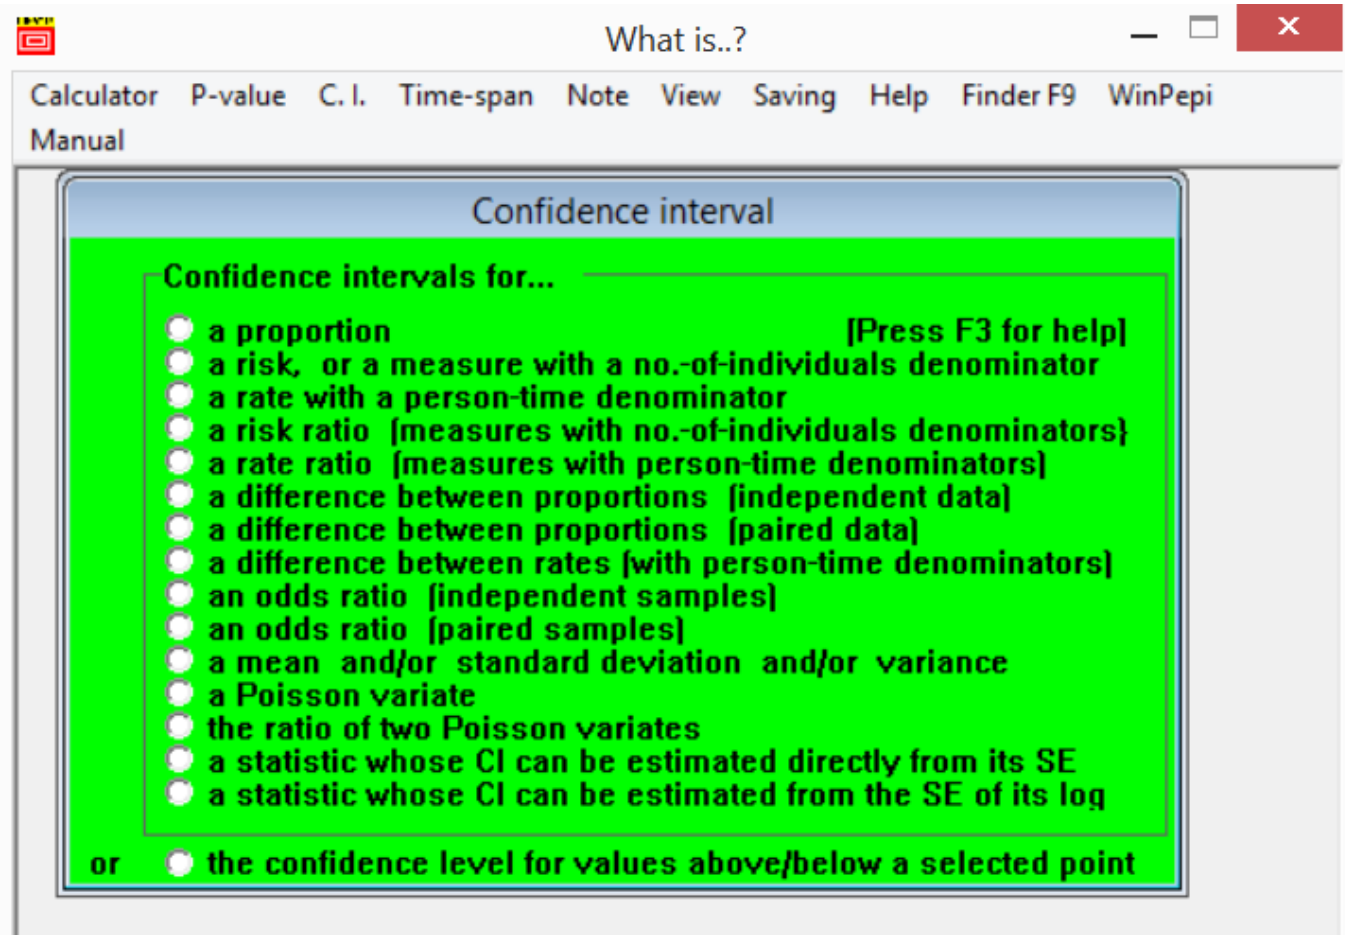 What is..?
Calculator P-value C. I. Time-span Note View Saving Help Finder F9 WinPepi
Manual
Confidence interval
Confidence intervals for...
a proportion [Press F3 for help]
a risk, or a measure with a no.-of-individuals denominator
a rate with a person-time denominator
a risk ratio [measures with no.-of-individuals denominators}
a rate ratio [measures with person-time denominators]
a difference between proportions [independent data]
a difference between proportions [paired data]
a difference between rates [with person-time denominators]
an odds ratio [independent samples]
an odds ratio [paired samples]
a mean and/or standard deviation and/or variance
a Poisson variate
the ratio of two Poisson variates
a statistic whose CI can be estimated directly from its SE
a statistic whose CI can be estimated from the SE of its log
or the confidence level for values above/below a selected point